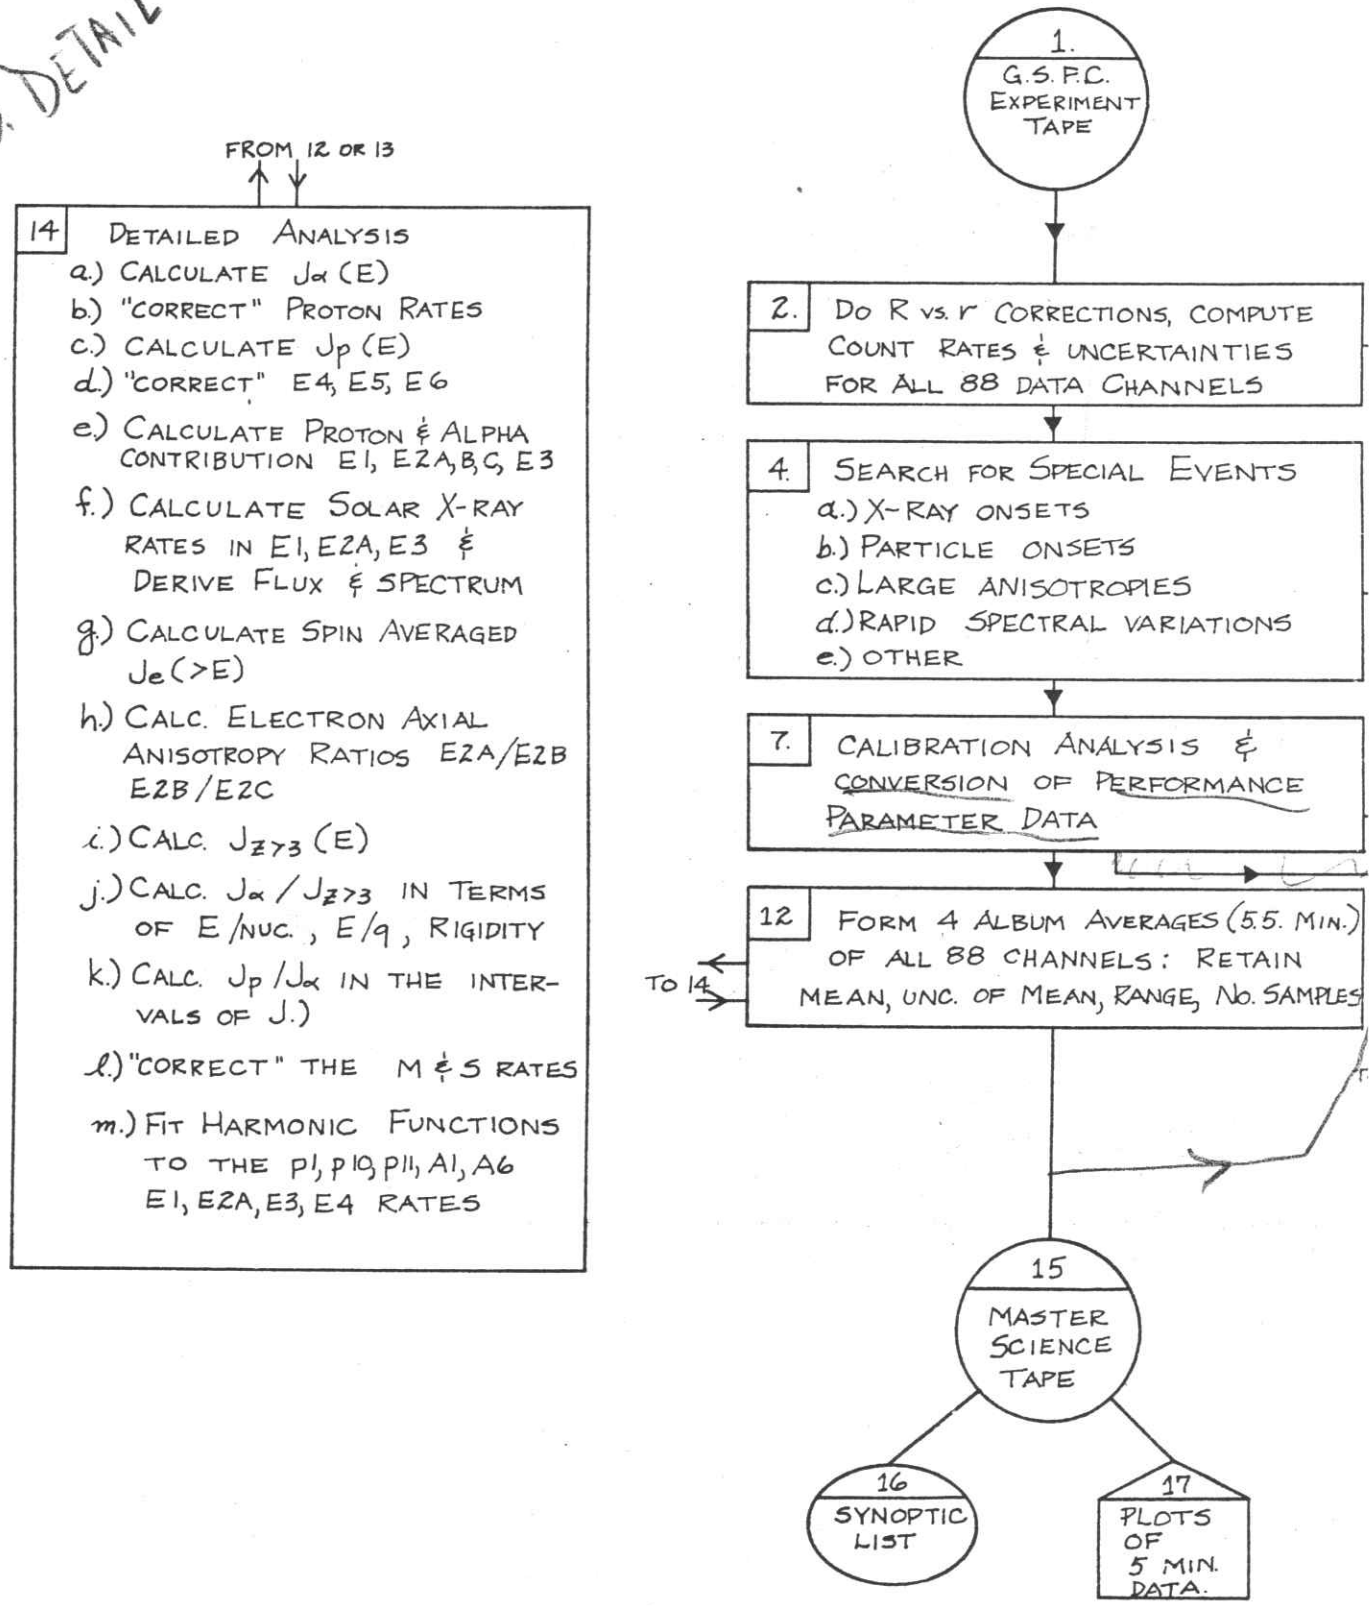 DETAIL
FROM 12 OR 13
14 DETAILED ANALYSIS
a.) CALCULATE Jα (E)
b.) "CORRECT" PROTON RATES
c.) CALCULATE Jp (E)
d.) "CORRECT" E4, E5, E6
e.) CALCULATE PROTON & ALPHA
CONTRIBUTION E1, E2A, B, C, E3
f.) CALCULATE SOLAR X-RAY
RATES IN E1, E2A, E3 &
DERIVE FLUX & SPECTRUM
g.) CALCULATE SPIN AVERAGED
Je (>E)
h.) CALC. ELECTRON AXIAL
ANISOTROPY RATIOS E2A/E2B
E2B/E2C
i.) CALC. JZ>3 (E)
j.) CALC. Jα / JZ>3 IN TERMS
OF E/NUC., E/q, RIGIDITY
k.) CALC. Jp/Jα IN THE INTER-
VALS OF J.)
l.) "CORRECT" THE M & S RATES
m.) FIT HARMONIC FUNCTIONS
TO THE P1, P10, P11, A1, A6
E1, E2A, E3, E4 RATES
1.
G.S.F.C.
EXPERIMENT
TAPE
2. DO R VS. r CORRECTIONS, COMPUTE
COUNT RATES & UNCERTAINTIES
FOR ALL 88 DATA CHANNELS
4. SEARCH FOR SPECIAL EVENTS
a.) X-RAY ONSETS
b.) PARTICLE ONSETS
c.) LARGE ANISOTROPIES
d.) RAPID SPECTRAL VARIATIONS
e.) OTHER
7. CALIBRATION ANALYSIS &
CONVERSION OF PERFORMANCE
PARAMETER DATA
12 FORM 4 ALBUM AVERAGES (5.5. MIN.)
OF ALL 88 CHANNELS: RETAIN
MEAN, UNC. OF MEAN, RANGE, NO. SAMPLES
TO 14
15
MASTER
SCIENCE
TAPE
16
SYNOPTIC
LIST
17
PLOTS
OF
5 MIN.
DATA.